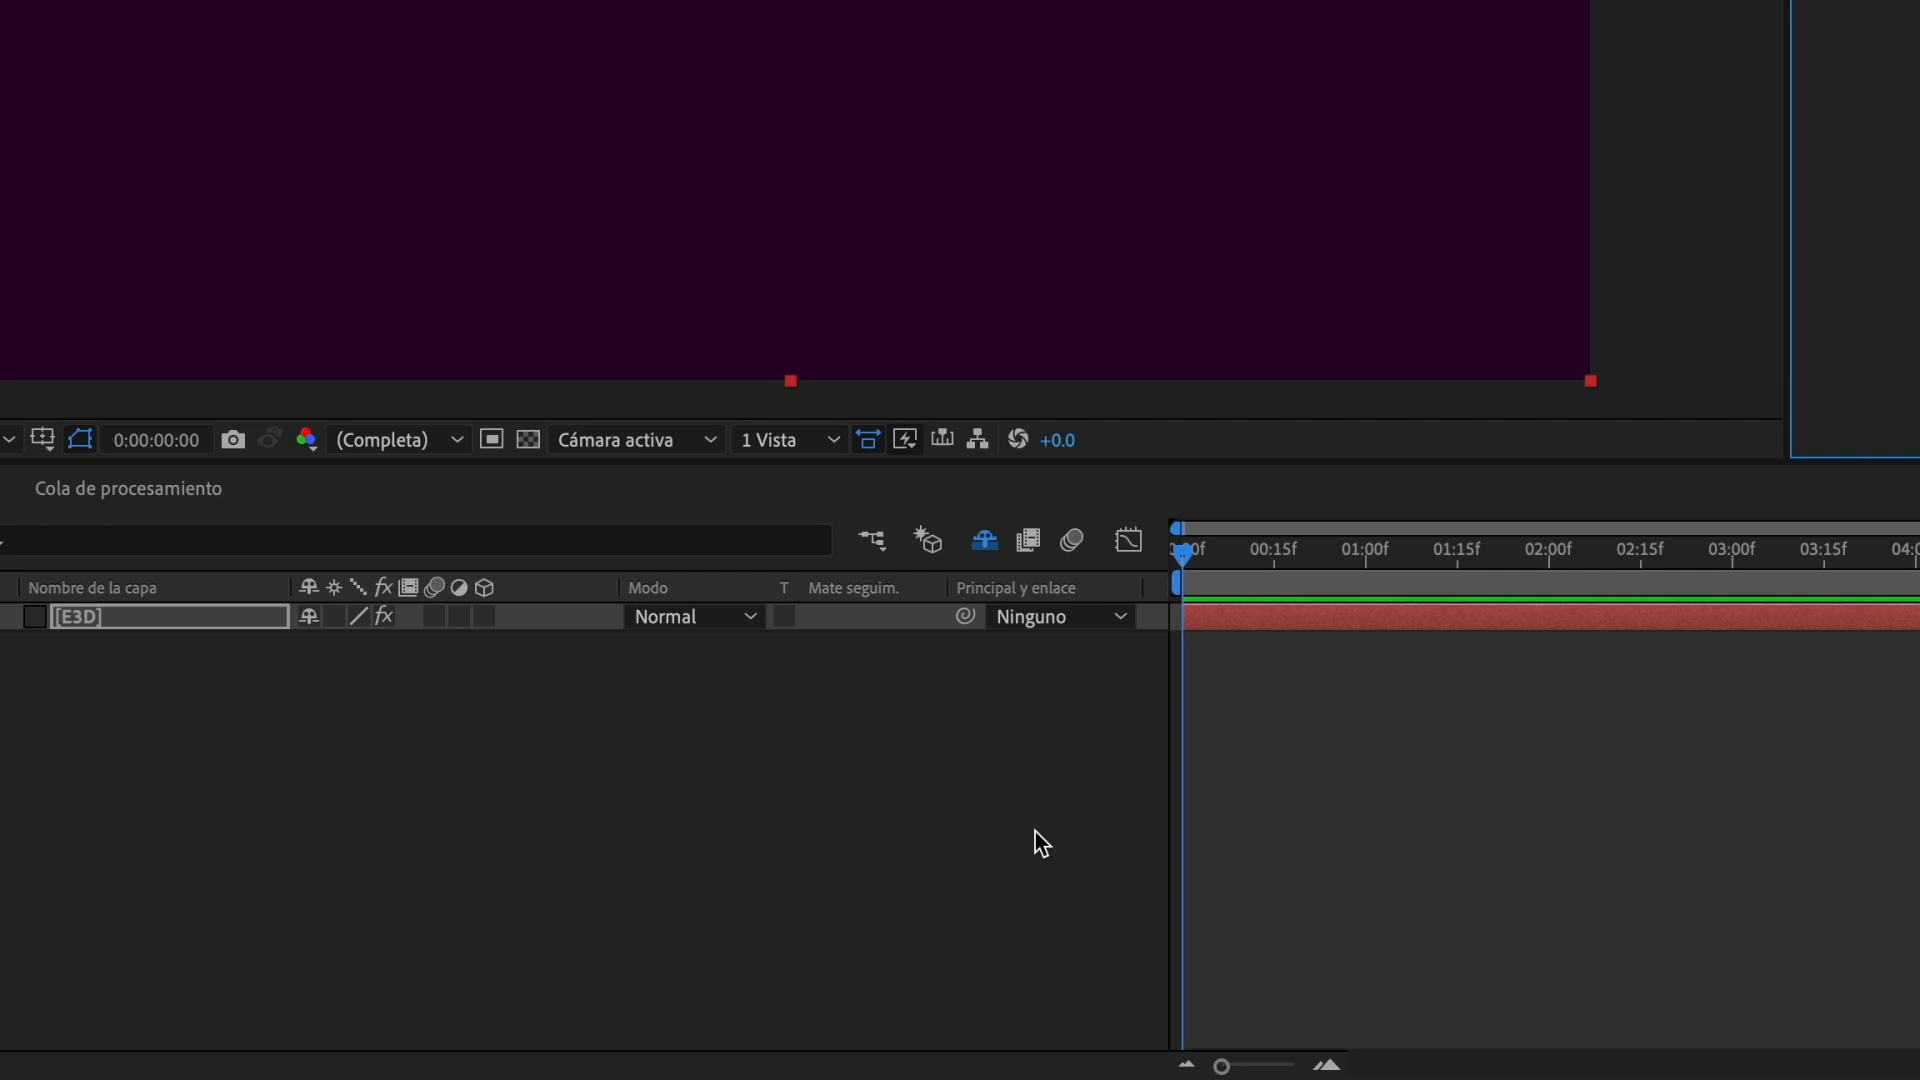 0:00:00:00 (Completa) Cámara activa 1 Vista +0.0
Cola de procesamiento
00:15f 01:00f 01:15f 02:00f 02:15f 03:00f 03:15f
Nombre de la capa fx Modo T Mate seguim. Principal y enlace
[E3D] fx Normal Ninguno